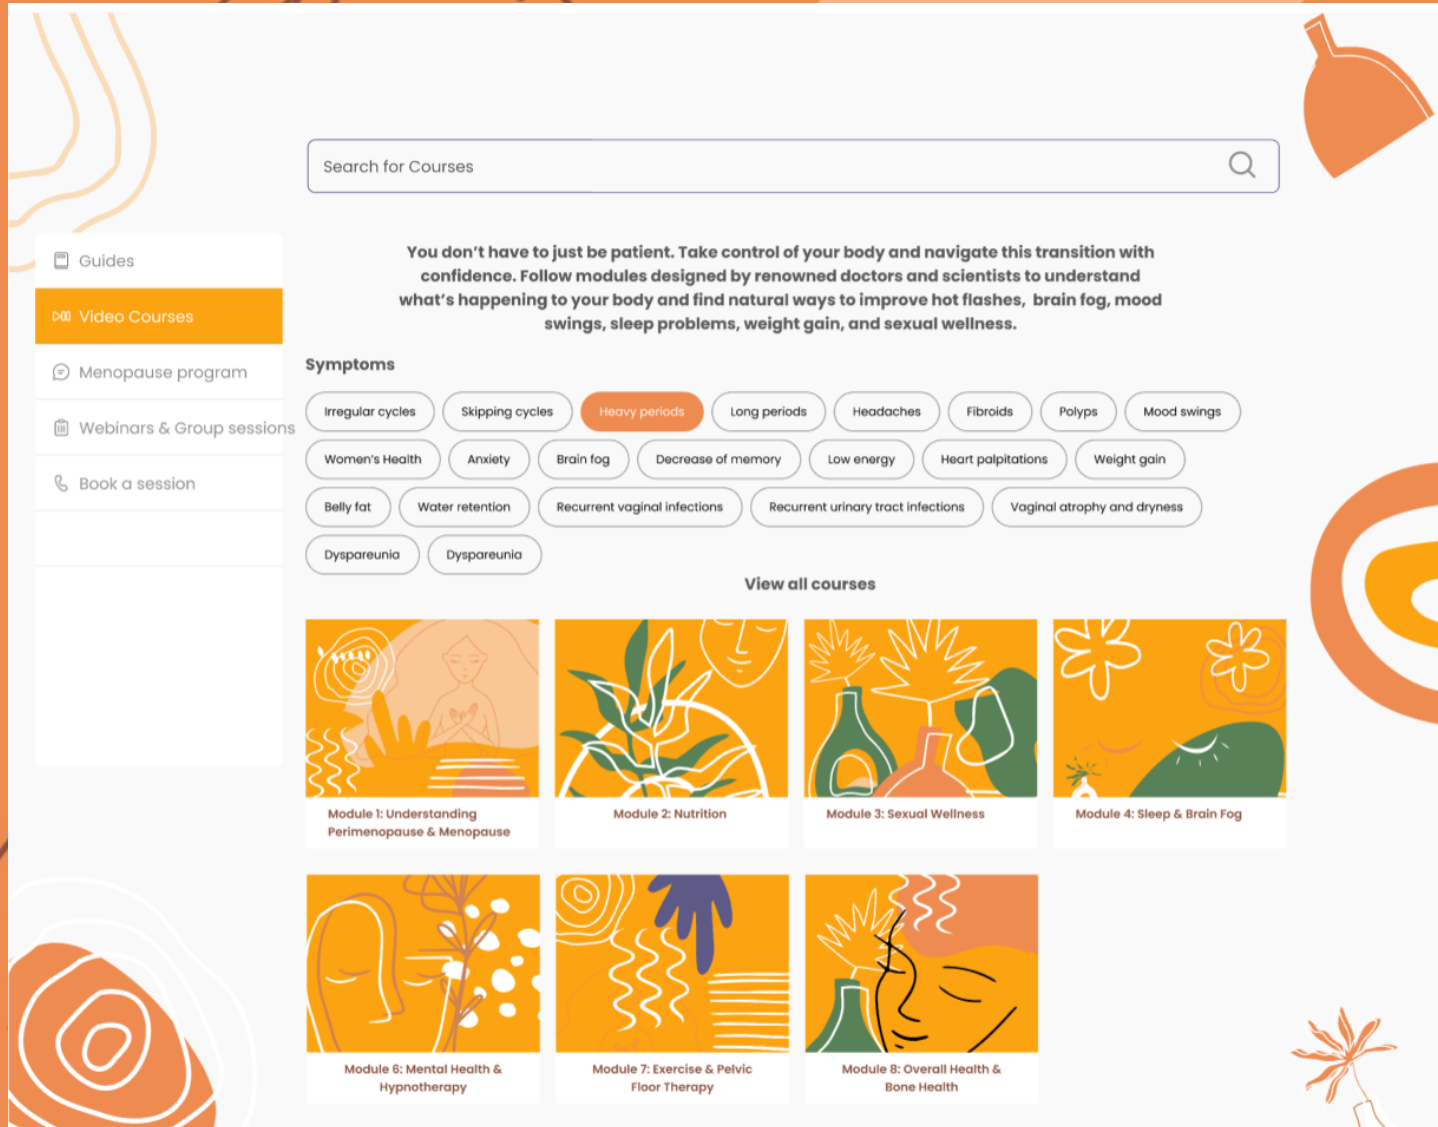 Search for Courses
Guides
Video Courses
Menopause program
Webinars & Group sessions
Book a session
You don’t have to just be patient. Take control of your body and navigate this transition with
confidence. Follow modules designed by renowned doctors and scientists to understand
what’s happening to your body and find natural ways to improve hot flashes, brain fog, mood
swings, sleep problems, weight gain, and sexual wellness.
Symptoms
Irregular cycles Skipping cycles Heavy periods Long periods Headaches Fibroids Polyps Mood swings
Women’s Health Anxiety Brain fog Decrease of memory Low energy Heart palpitations Weight gain
Belly fat Water retention Recurrent vaginal infections Recurrent urinary tract infections Vaginal atrophy and dryness
Dyspareunia Dyspareunia
View all courses
Module 1: Understanding
Perimenopause & Menopause
Module 2: Nutrition
Module 3: Sexual Wellness
Module 4: Sleep & Brain Fog
Module 6: Mental Health &
Hypnotherapy
Module 7: Exercise & Pelvic
Floor Therapy
Module 8: Overall Health &
Bone Health